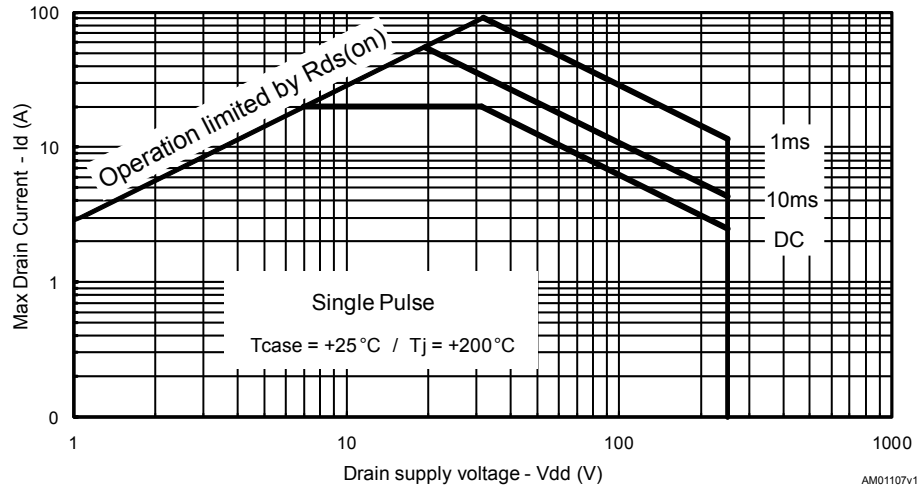 100
10
1
0
Max Drain Current - Id (A)
Operation limited by Rds(on)
1ms
10ms
DC
Single Pulse
Tcase = +25°C / Tj = +200°C
1 10 100 1000
Drain supply voltage - Vdd (V)
AM01107v1